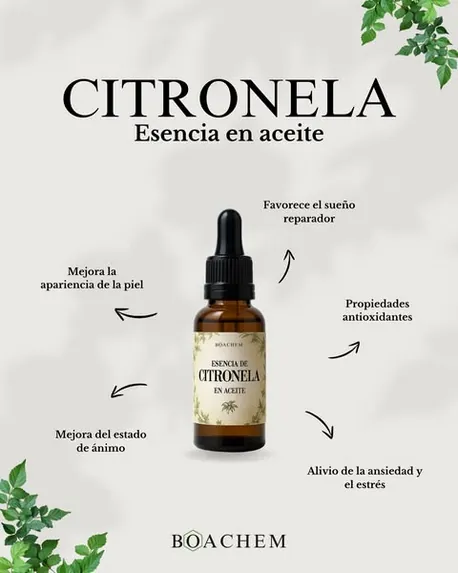 CITRONELA
Esencia en aceite
Favorece el sueño
reparador
Mejora la
apariencia de la piel
Propiedades
antioxidantes
BOACHEM
ESENCIA DE
CITRONELA
EN ACEITE
Mejora del estado
de ánimo
Alivio de la ansiedad y
el estrés
BOACHEM